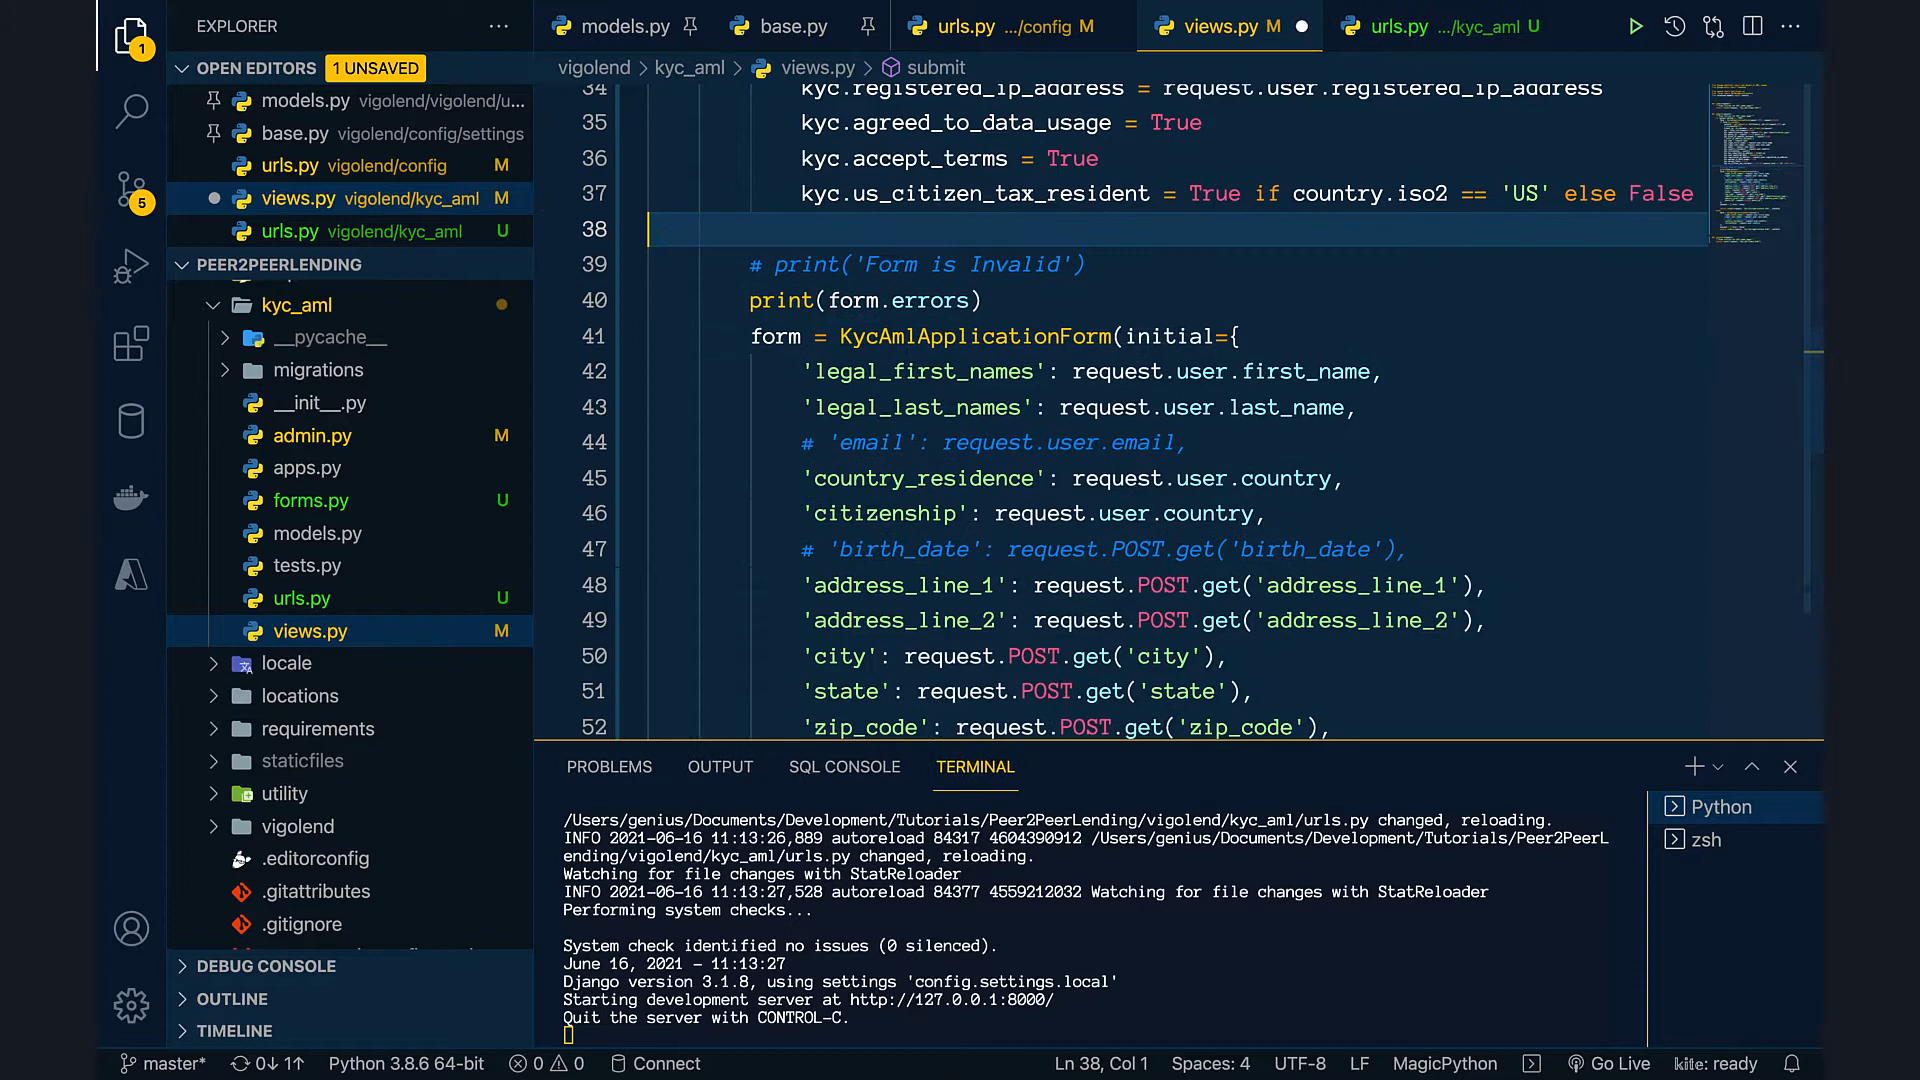 1
EXPLORER
···
models.py
base.py
urls.py .../config M
views.py M
urls.py .../kyc_aml U
OPEN EDITORS 1 UNSAVED
vigolend > kyc_aml > views.py > submit
models.py vigolend/vigolend/u...
base.py vigolend/config/settings
urls.py vigolend/config M
views.py vigolend/kyc_aml M
urls.py vigolend/kyc_aml U
5
PEER2PEERLENDING
kyc_aml
__pycache__
migrations
__init__.py
admin.py M
apps.py
forms.py U
models.py
tests.py
urls.py U
views.py M
locale
locations
requirements
staticfiles
utility
vigolend
.editorconfig
.gitattributes
.gitignore
DEBUG CONSOLE
OUTLINE
TIMELINE
34 kyc.registered_ip_address = request.user.registered_ip_address
35 kyc.agreed_to_data_usage = True
36 kyc.accept_terms = True
37 kyc.us_citizen_tax_resident = True if country.iso2 == 'US' else False
38
39 # print('Form is Invalid')
40 print(form.errors)
41 form = KycAmlApplicationForm(initial={
42 'legal_first_names': request.user.first_name,
43 'legal_last_names': request.user.last_name,
44 # 'email': request.user.email,
45 'country_residence': request.user.country,
46 'citizenship': request.user.country,
47 # 'birth_date': request.POST.get('birth_date'),
48 'address_line_1': request.POST.get('address_line_1'),
49 'address_line_2': request.POST.get('address_line_2'),
50 'city': request.POST.get('city'),
51 'state': request.POST.get('state'),
52 'zip_code': request.POST.get('zip_code'),
PROBLEMS OUTPUT SQL CONSOLE TERMINAL
/Users/genius/Documents/Development/Tutorials/Peer2PeerLending/vigolend/kyc_aml/urls.py changed, reloading.
INFO 2021-06-16 11:13:26,889 autoreload 84317 4604390912 /Users/genius/Documents/Development/Tutorials/Peer2PeerL
ending/vigolend/kyc_aml/urls.py changed, reloading.
Watching for file changes with StatReloader
INFO 2021-06-16 11:13:27,528 autoreload 84377 4559212032 Watching for file changes with StatReloader
Performing system checks...
System check identified no issues (0 silenced).
June 16, 2021 - 11:13:27
Django version 3.1.8, using settings 'config.settings.local'
Starting development server at http://127.0.0.1:8000/
Quit the server with CONTROL-C.
Python
zsh
master* 0↓ 1↑ Python 3.8.6 64-bit 0 0 Connect Ln 38, Col 1 Spaces: 4 UTF-8 LF MagicPython Go Live kite: ready